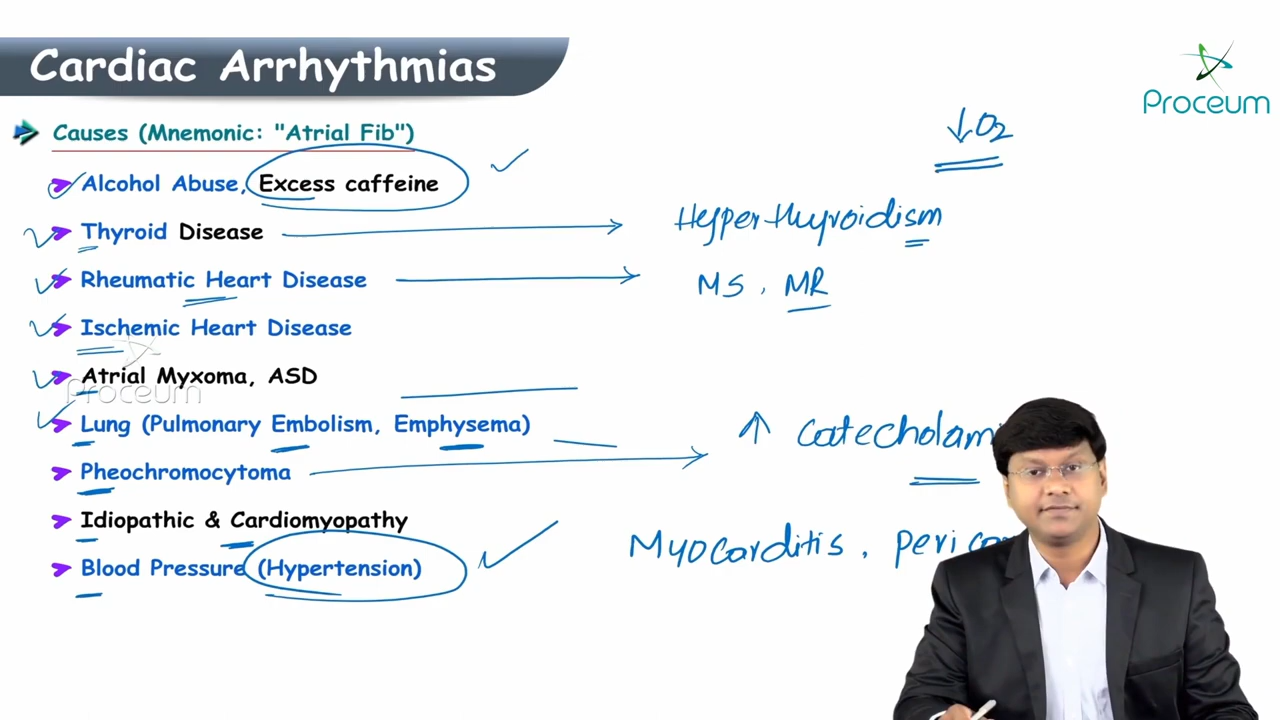 Cardiac Arrhythmias
Proceum
Causes (Mnemonic: "Atrial Fib")
↓O2
Alcohol Abuse, Excess caffeine
Thyroid Disease
Hyperthyroidism
Rheumatic Heart Disease
MS, MR
Ischemic Heart Disease
Atrial Myxoma, ASD
Proceum
Lung (Pulmonary Embolism, Emphysema)
↑ Catecholami
Pheochromocytoma
Idiopathic & Cardiomyopathy
Myocarditis, peri
Blood Pressure (Hypertension)